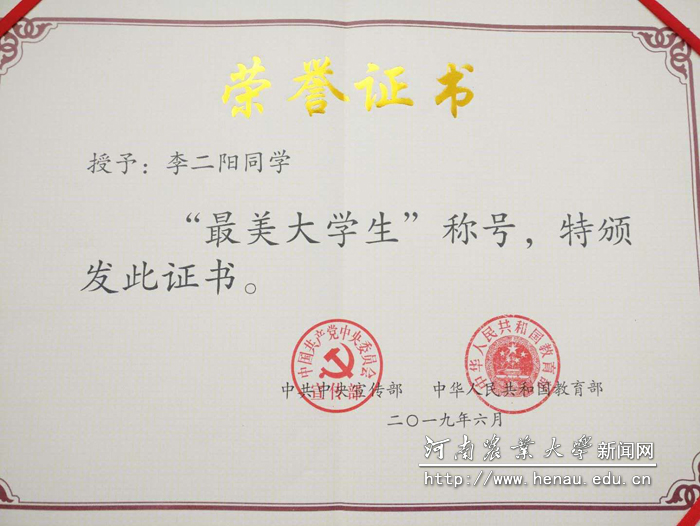 荣誉证书
授予：李二阳同学
“最美大学生”称号，特颁
发此证书。
中国共产党中央委员会
宣传部
中华人民共和国教育部
中共中央宣传部 中华人民共和国教育部
二〇一九年六月
河南农业大学新闻网
http://www.henau.edu.cn